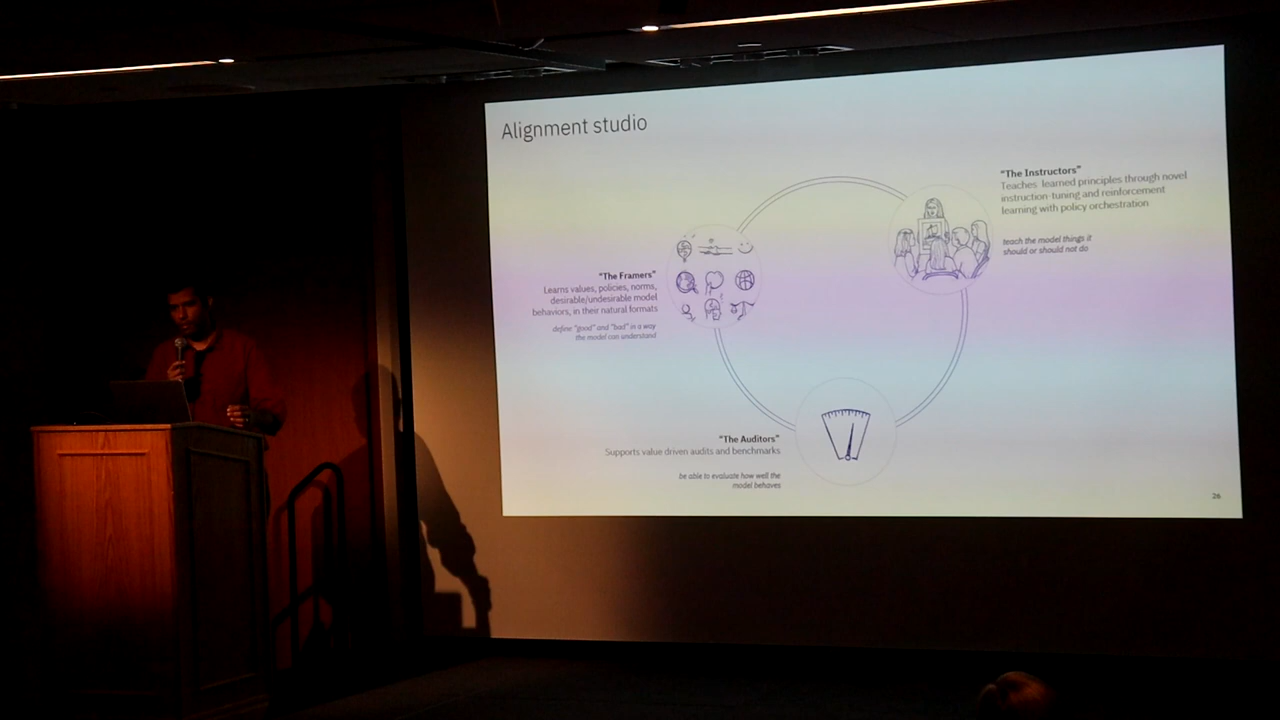 Alignment studio
"The Instructors"
Teaches learned principles through novel
instruction-tuning and reinforcement
learning with policy orchestration
teach the model things it
should or should not do
"The Framers"
Learns values, policies, norms,
desirable/undesirable model
behaviors, in their natural formats
define "good" and "bad" in a way
the model can understand
"The Auditors"
Supports value driven audits and benchmarks
be able to evaluate how well the
model behaves
26